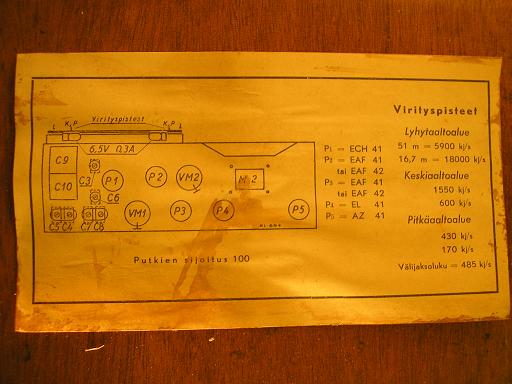 L K P Virityspisteet K P L
6,5V 0,3A
C9
C10
C3
P1
P2
VM2
M 2
C6
C5 C4 C7 C8
VM1
P3
P4
P5
Putkien sijoitus 100
P1 = ECH 41
P2 = EAF 41
tai EAF 42
P3 = EAF 41
tai EAF 42
P4 = EL 41
P5 = AZ 41
Virityspisteet
Lyhytaaltoalue
51 m = 5900 kj/s
16,7 m = 18000 kj/s
Keskiaaltoalue
1550 kj/s
600 kj/s
Pitkäaaltoalue
430 kj/s
170 kj/s
Välijaksoluku = 485 kj/s